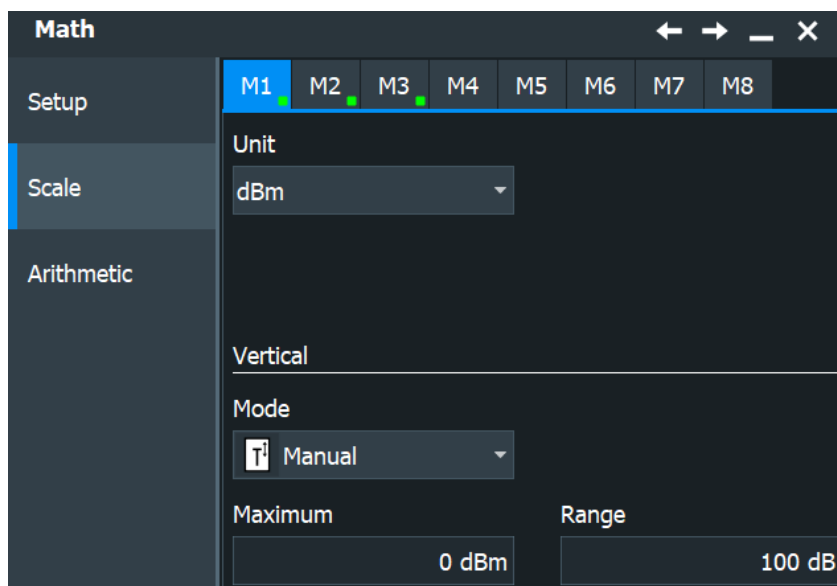 Math
Setup
Scale
Arithmetic
M1 M2 M3 M4 M5 M6 M7 M8
Unit
dBm
Vertical
Mode
Manual
Maximum Range
0 dBm 100 dB